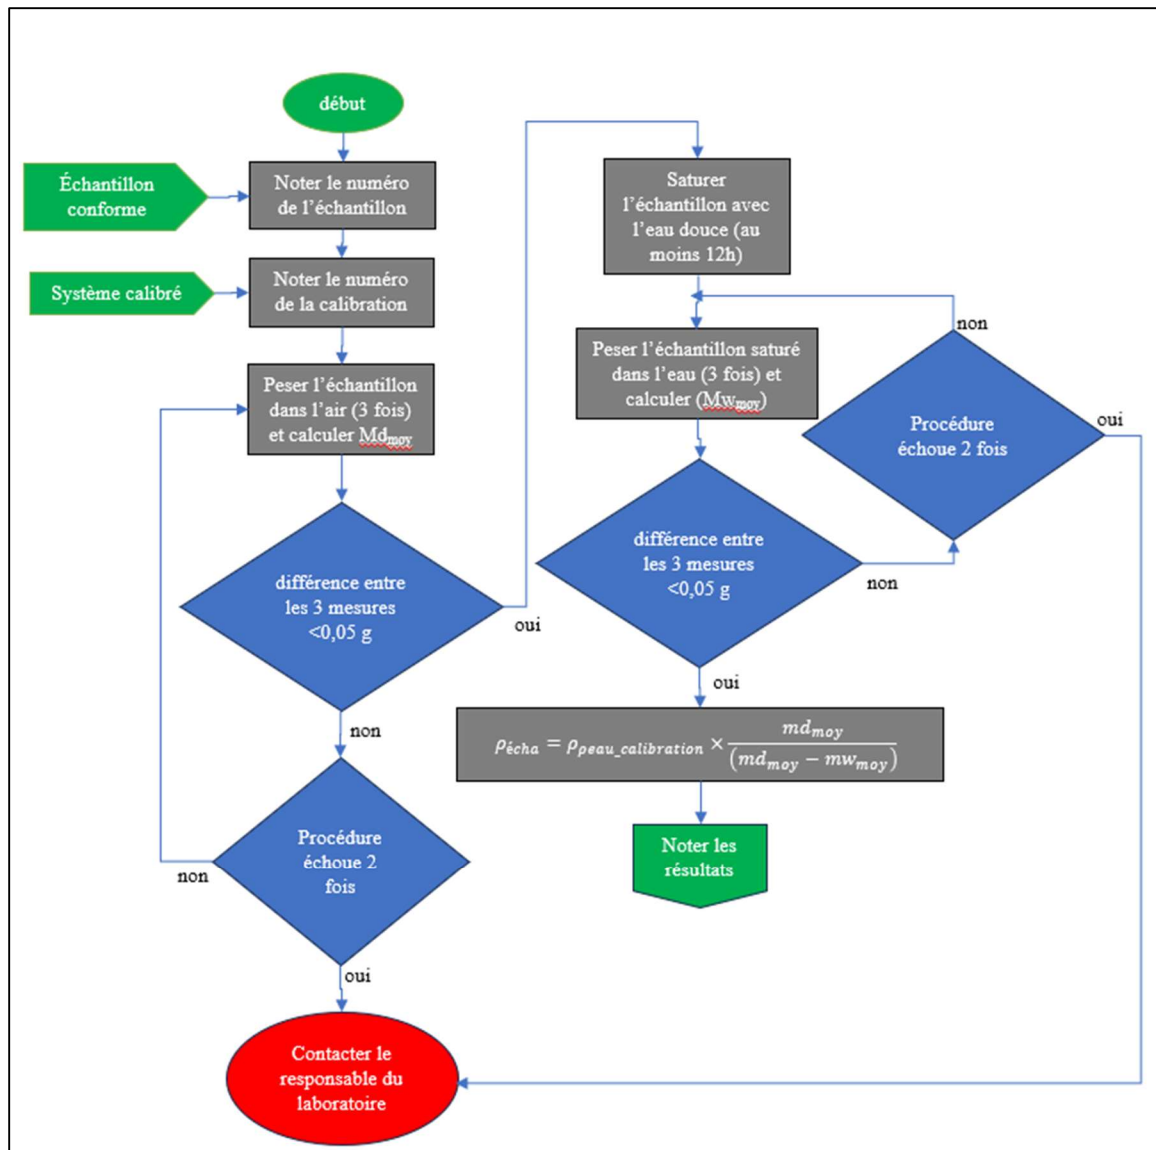 début
Échantillon
conforme
Noter le numéro
de l'échantillon
Système calibré
Noter le numéro
de la calibration
Peser l'échantillon
dans l'air (3 fois)
et calculer Md_moy
différence entre
les 3 mesures
<0,05 g
oui
non
Procédure
échoue 2
fois
non
oui
Contacter le
responsable du
laboratoire
Saturer
l'échantillon avec
l'eau douce (au
moins 12h)
Peser l'échantillon saturé
dans l'eau (3 fois) et
calculer (Mw_moy)
différence entre
les 3 mesures
<0,05 g
non
oui
Procédure
échoue 2 fois
non
oui
ρ_écha = ρ_peau_calibration × md_moy / (md_moy − mw_moy)
Noter les
résultats